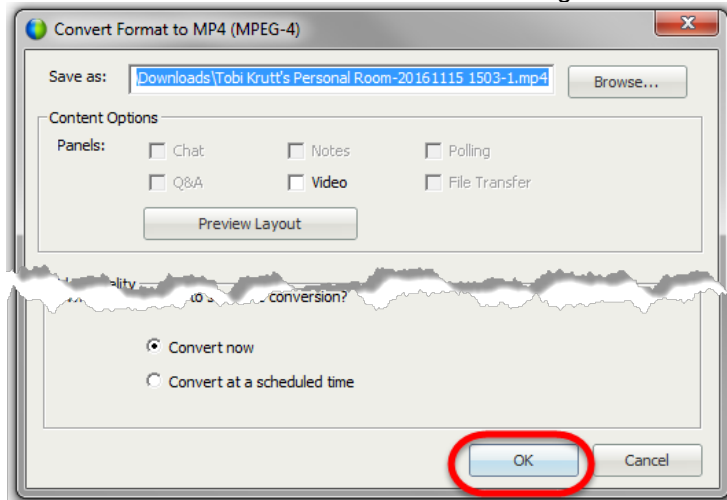 Convert Format to MP4 (MPEG-4)
Save as: Downloads\Tobi Krutt's Personal Room-20161115 1503-1.mp4 Browse...
Content Options
Panels: Chat Notes Polling
Q&A Video File Transfer
Preview Layout
conversion?
Convert now
Convert at a scheduled time
OK Cancel